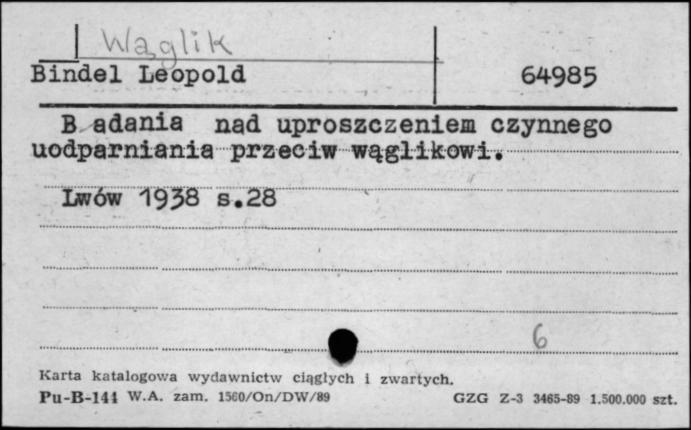 Wąglik
Bindel Leopold 64985
B adania nad uproszczeniem czynnego
uodparniania przeciw wąglikowi.
Lwów 1938 s.28
6
Karta katalogowa wydawnictw ciągłych i zwartych.
Pu-B-141 W.A. zam. 1560/On/DW/89 GZG Z-3 3465-89 1.500.000 szt.